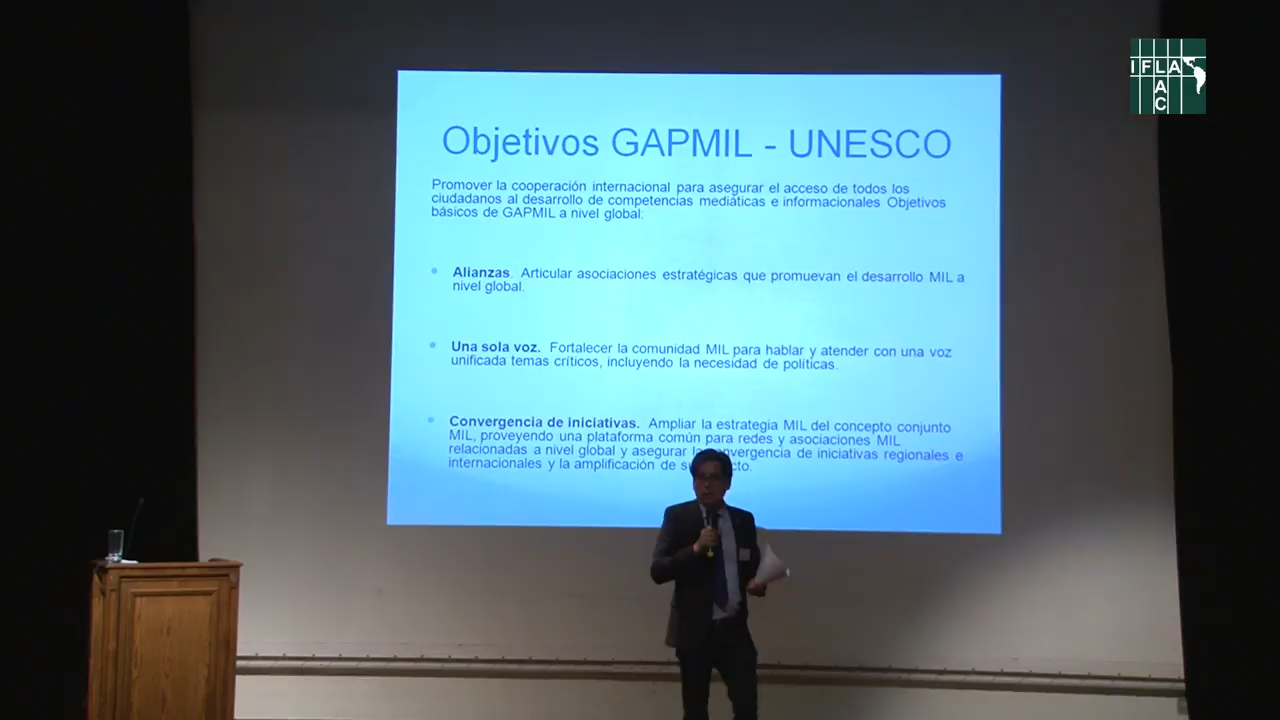 IFLA
LAC
Objetivos GAPMIL - UNESCO
Promover la cooperación internacional para asegurar el acceso de todos los
ciudadanos al desarrollo de competencias mediáticas e informacionales Objetivos
básicos de GAPMIL a nivel global:
Alianzas. Articular asociaciones estratégicas que promuevan el desarrollo MIL a
nivel global.
Una sola voz. Fortalecer la comunidad MIL para hablar y atender con una voz
unificada temas críticos, incluyendo la necesidad de políticas.
Convergencia de iniciativas. Ampliar la estrategia MIL del concepto conjunto
MIL, proveyendo una plataforma común para redes y asociaciones MIL
relacionadas a nivel global y asegurar convergencia de iniciativas regionales e
internacionales y la amplificación de